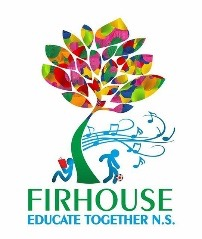 FIRHOUSE
EDUCATE TOGETHER N.S.